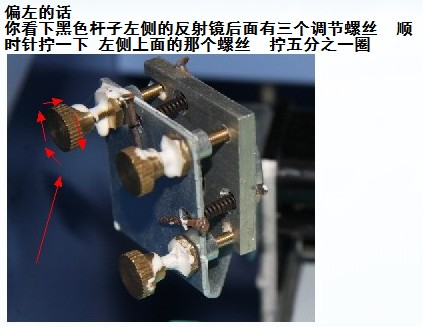 偏左的话
你看下黑色杆子左侧的反射镜后面有三个调节螺丝 顺
时针拧一下 左侧上面的那个螺丝 拧五分之一圈